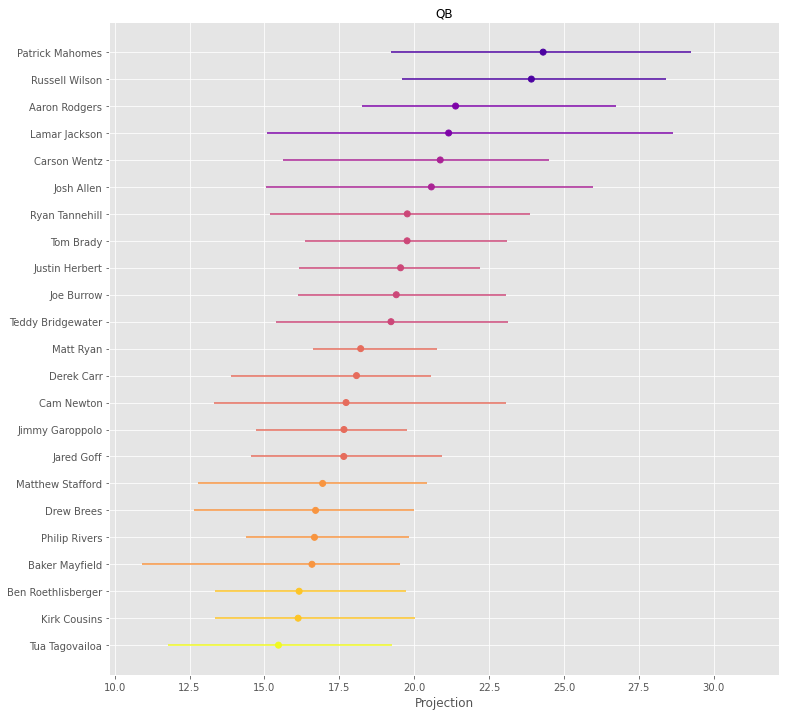 QB
Patrick Mahomes
Russell Wilson
Aaron Rodgers
Lamar Jackson
Carson Wentz
Josh Allen
Ryan Tannehill
Tom Brady
Justin Herbert
Joe Burrow
Teddy Bridgewater
Matt Ryan
Derek Carr
Cam Newton
Jimmy Garoppolo
Jared Goff
Matthew Stafford
Drew Brees
Philip Rivers
Baker Mayfield
Ben Roethlisberger
Kirk Cousins
Tua Tagovailoa
10.0 12.5 15.0 17.5 20.0 22.5 25.0 27.5 30.0
Projection